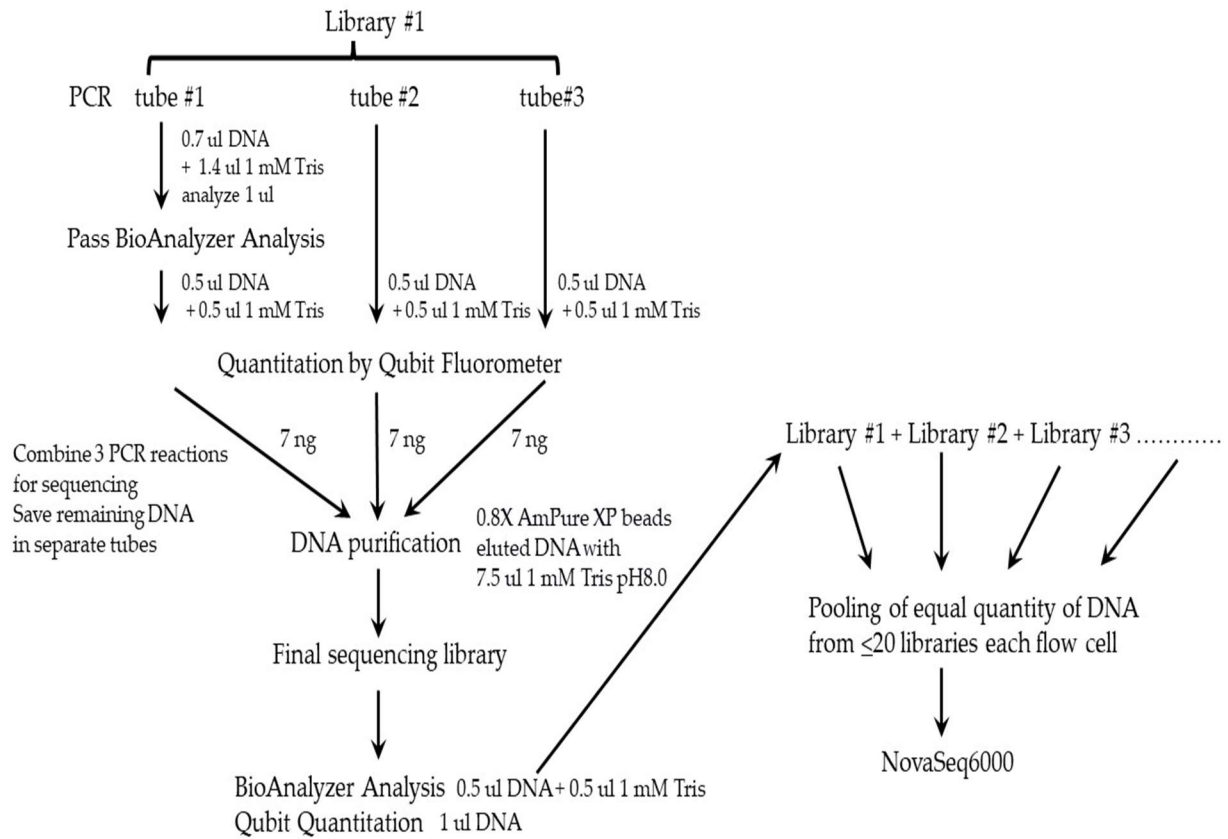 Library #1
PCR tube #1 tube #2 tube#3
0.7 ul DNA
+ 1.4 ul 1 mM Tris
analyze 1 ul
Pass BioAnalyzer Analysis
0.5 ul DNA
+0.5 ul 1 mM Tris
0.5 ul DNA
+0.5 ul 1 mM Tris
0.5 ul DNA
+0.5 ul 1 mM Tris
Quantitation by Qubit Fluorometer
7 ng 7 ng 7 ng
Combine 3 PCR reactions
for sequencing
Save remaining DNA
in separate tubes
DNA purification
0.8X AmPure XP beads
eluted DNA with
7.5 ul 1 mM Tris pH8.0
Final sequencing library
BioAnalyzer Analysis 0.5 ul DNA+ 0.5 ul 1 mM Tris
Qubit Quantitation 1 ul DNA
Library #1 + Library #2 + Library #3 ............
Pooling of equal quantity of DNA
from ≤20 libraries each flow cell
NovaSeq6000